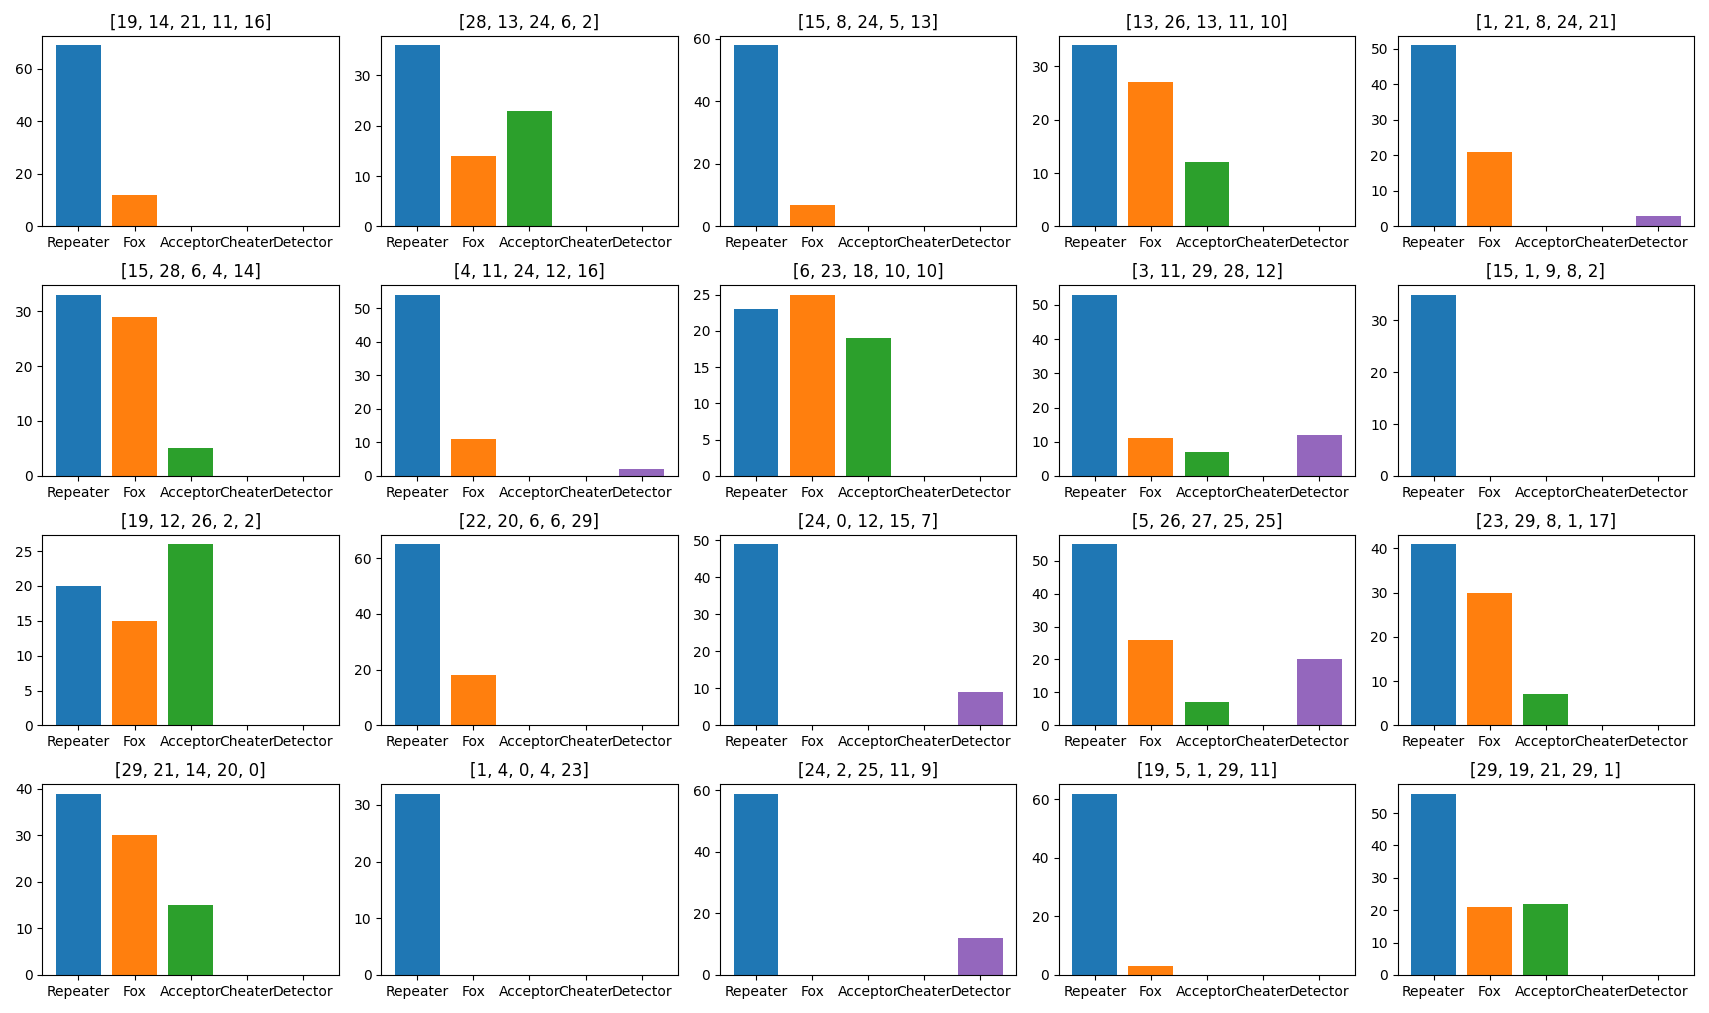 [19, 14, 21, 11, 16]
60
40
20
0
Repeater Fox Acceptor Cheater Detector
[28, 13, 24, 6, 2]
30
20
10
0
Repeater Fox Acceptor Cheater Detector
[15, 8, 24, 5, 13]
60
40
20
0
Repeater Fox Acceptor Cheater Detector
[13, 26, 13, 11, 10]
30
20
10
0
Repeater Fox Acceptor Cheater Detector
[1, 21, 8, 24, 21]
50
40
30
20
10
0
Repeater Fox Acceptor Cheater Detector
[15, 28, 6, 4, 14]
30
20
10
0
Repeater Fox Acceptor Cheater Detector
[4, 11, 24, 12, 16]
50
40
30
20
10
0
Repeater Fox Acceptor Cheater Detector
[6, 23, 18, 10, 10]
25
20
15
10
5
0
Repeater Fox Acceptor Cheater Detector
[3, 11, 29, 28, 12]
50
40
30
20
10
0
Repeater Fox Acceptor Cheater Detector
[15, 1, 9, 8, 2]
30
20
10
0
Repeater Fox Acceptor Cheater Detector
[19, 12, 26, 2, 2]
25
20
15
10
5
0
Repeater Fox Acceptor Cheater Detector
[22, 20, 6, 6, 29]
60
40
20
0
Repeater Fox Acceptor Cheater Detector
[24, 0, 12, 15, 7]
50
40
30
20
10
0
Repeater Fox Acceptor Cheater Detector
[5, 26, 27, 25, 25]
50
40
30
20
10
0
Repeater Fox Acceptor Cheater Detector
[23, 29, 8, 1, 17]
40
30
20
10
0
Repeater Fox Acceptor Cheater Detector
[29, 21, 14, 20, 0]
40
30
20
10
0
Repeater Fox Acceptor Cheater Detector
[1, 4, 0, 4, 23]
30
20
10
0
Repeater Fox Acceptor Cheater Detector
[24, 2, 25, 11, 9]
60
40
20
0
Repeater Fox Acceptor Cheater Detector
[19, 5, 1, 29, 11]
60
40
20
0
Repeater Fox Acceptor Cheater Detector
[29, 19, 21, 29, 1]
50
40
30
20
10
0
Repeater Fox Acceptor Cheater Detector